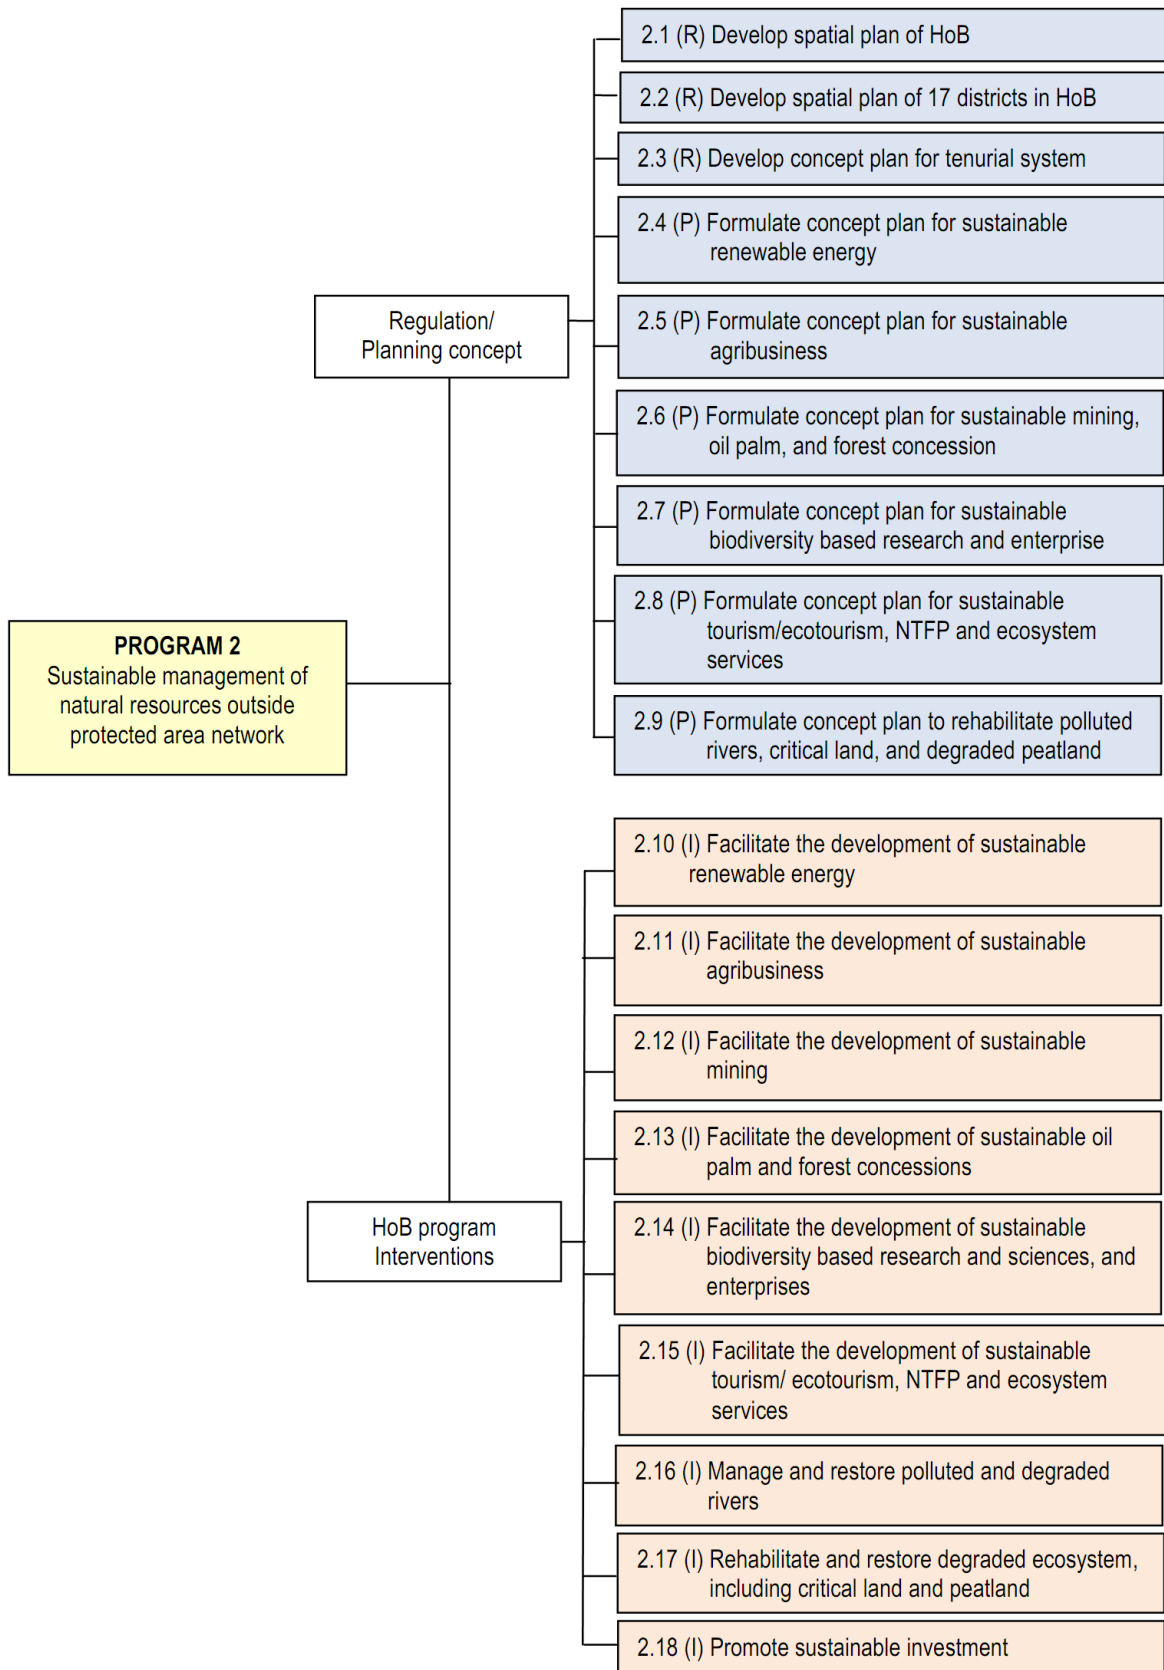 2.1 (R) Develop spatial plan of HoB
2.2 (R) Develop spatial plan of 17 districts in HoB
2.3 (R) Develop concept plan for tenurial system
2.4 (P) Formulate concept plan for sustainable
renewable energy
Regulation/
Planning concept
2.5 (P) Formulate concept plan for sustainable
agribusiness
2.6 (P) Formulate concept plan for sustainable mining,
oil palm, and forest concession
2.7 (P) Formulate concept plan for sustainable
biodiversity based research and enterprise
2.8 (P) Formulate concept plan for sustainable
tourism/ecotourism, NTFP and ecosystem
services
PROGRAM 2
Sustainable management of
natural resources outside
protected area network
2.9 (P) Formulate concept plan to rehabilitate polluted
rivers, critical land, and degraded peatland
2.10 (I) Facilitate the development of sustainable
renewable energy
2.11 (I) Facilitate the development of sustainable
agribusiness
2.12 (I) Facilitate the development of sustainable
mining
2.13 (I) Facilitate the development of sustainable oil
palm and forest concessions
HoB program
Interventions
2.14 (I) Facilitate the development of sustainable
biodiversity based research and sciences, and
enterprises
2.15 (I) Facilitate the development of sustainable
tourism/ ecotourism, NTFP and ecosystem
services
2.16 (I) Manage and restore polluted and degraded
rivers
2.17 (I) Rehabilitate and restore degraded ecosystem,
including critical land and peatland
2.18 (I) Promote sustainable investment